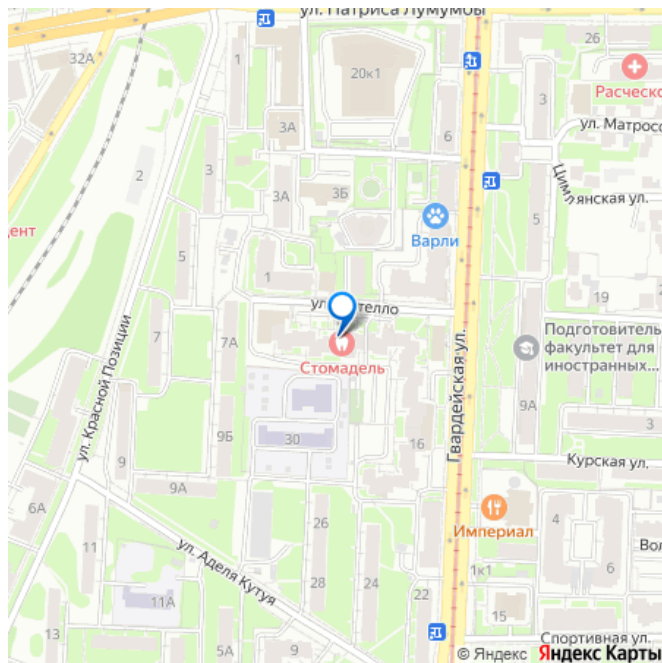 ул. Патриса Лумумбы
32А
1
20к1
26
Расческо
3А
6
3
ул. Матросо
3
2
3А
3Б
Цимлянская ул.
дент
Варли
5
5
1
19
ул. Красной Позиции
7
7А
Стомадель
Гвардейская ул.
Подготовитель
факультет для
иностранных...
9А
3
9Б
30
16
9
9А
Курская ул.
6А
26
Империал
4
11
ул. Аделя Кутуя
Вол
6
28
24
1к1
11А
22
15
13
5
9
Спортивная ул.
© Яндекс Яндекс Карты